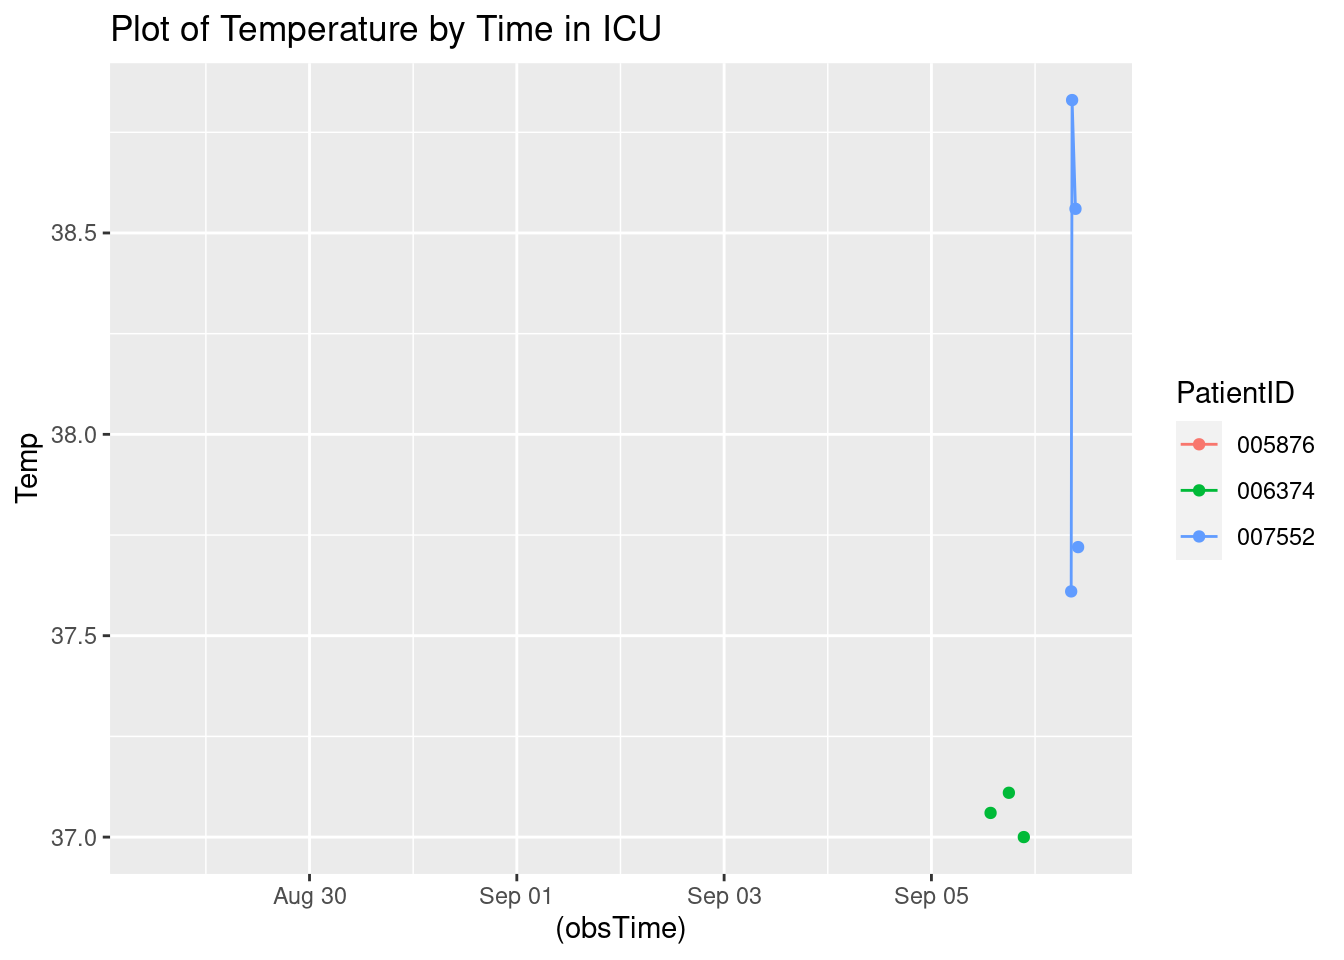 Plot of Temperature by Time in ICU
Temp
38.5
38.0
37.5
37.0
Aug 30
Sep 01
Sep 03
Sep 05
(obsTime)
PatientID
005876
006374
007552